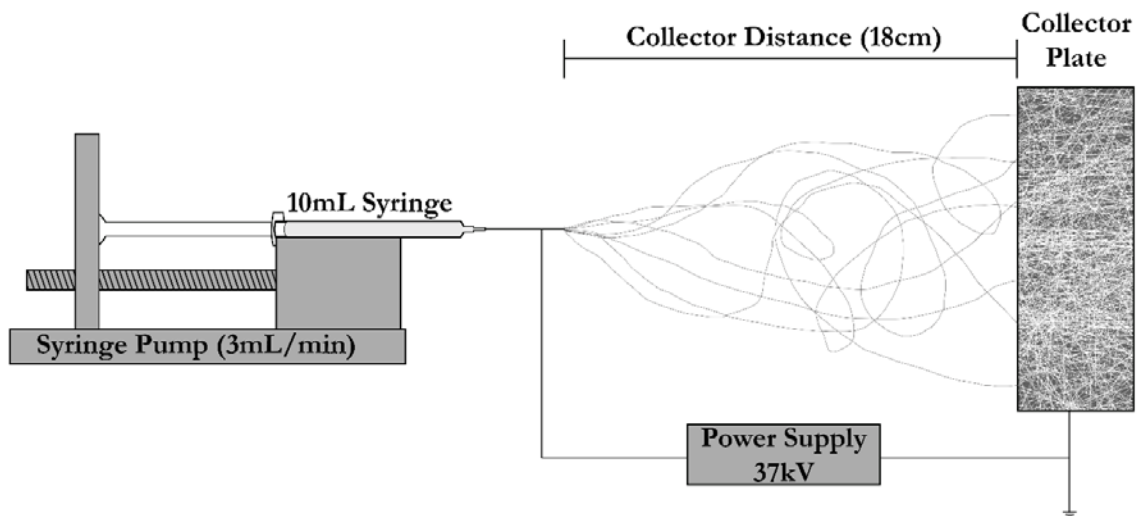 Collector Distance (18cm)
Collector
Plate
10mL Syringe
Syringe Pump (3mL/min)
Power Supply
37kV